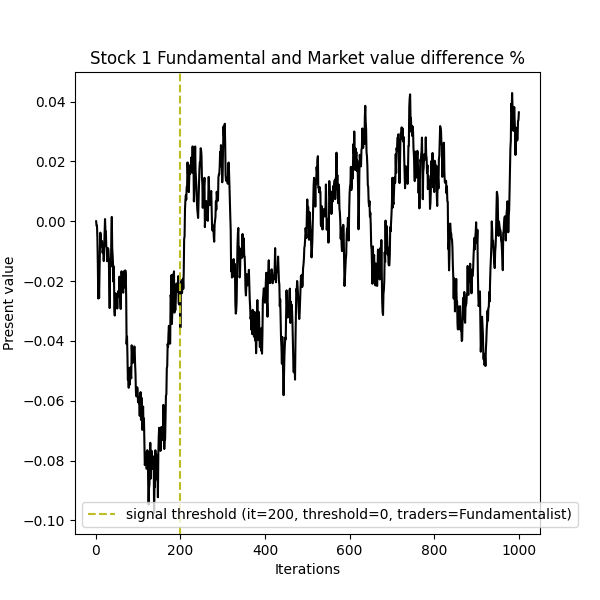 Stock 1 Fundamental and Market value difference %
0.04
0.02
0.00
−0.02
−0.04
−0.06
−0.08
−0.10
Present value
signal threshold (it=200, threshold=0, traders=Fundamentalist)
0 200 400 600 800 1000
Iterations